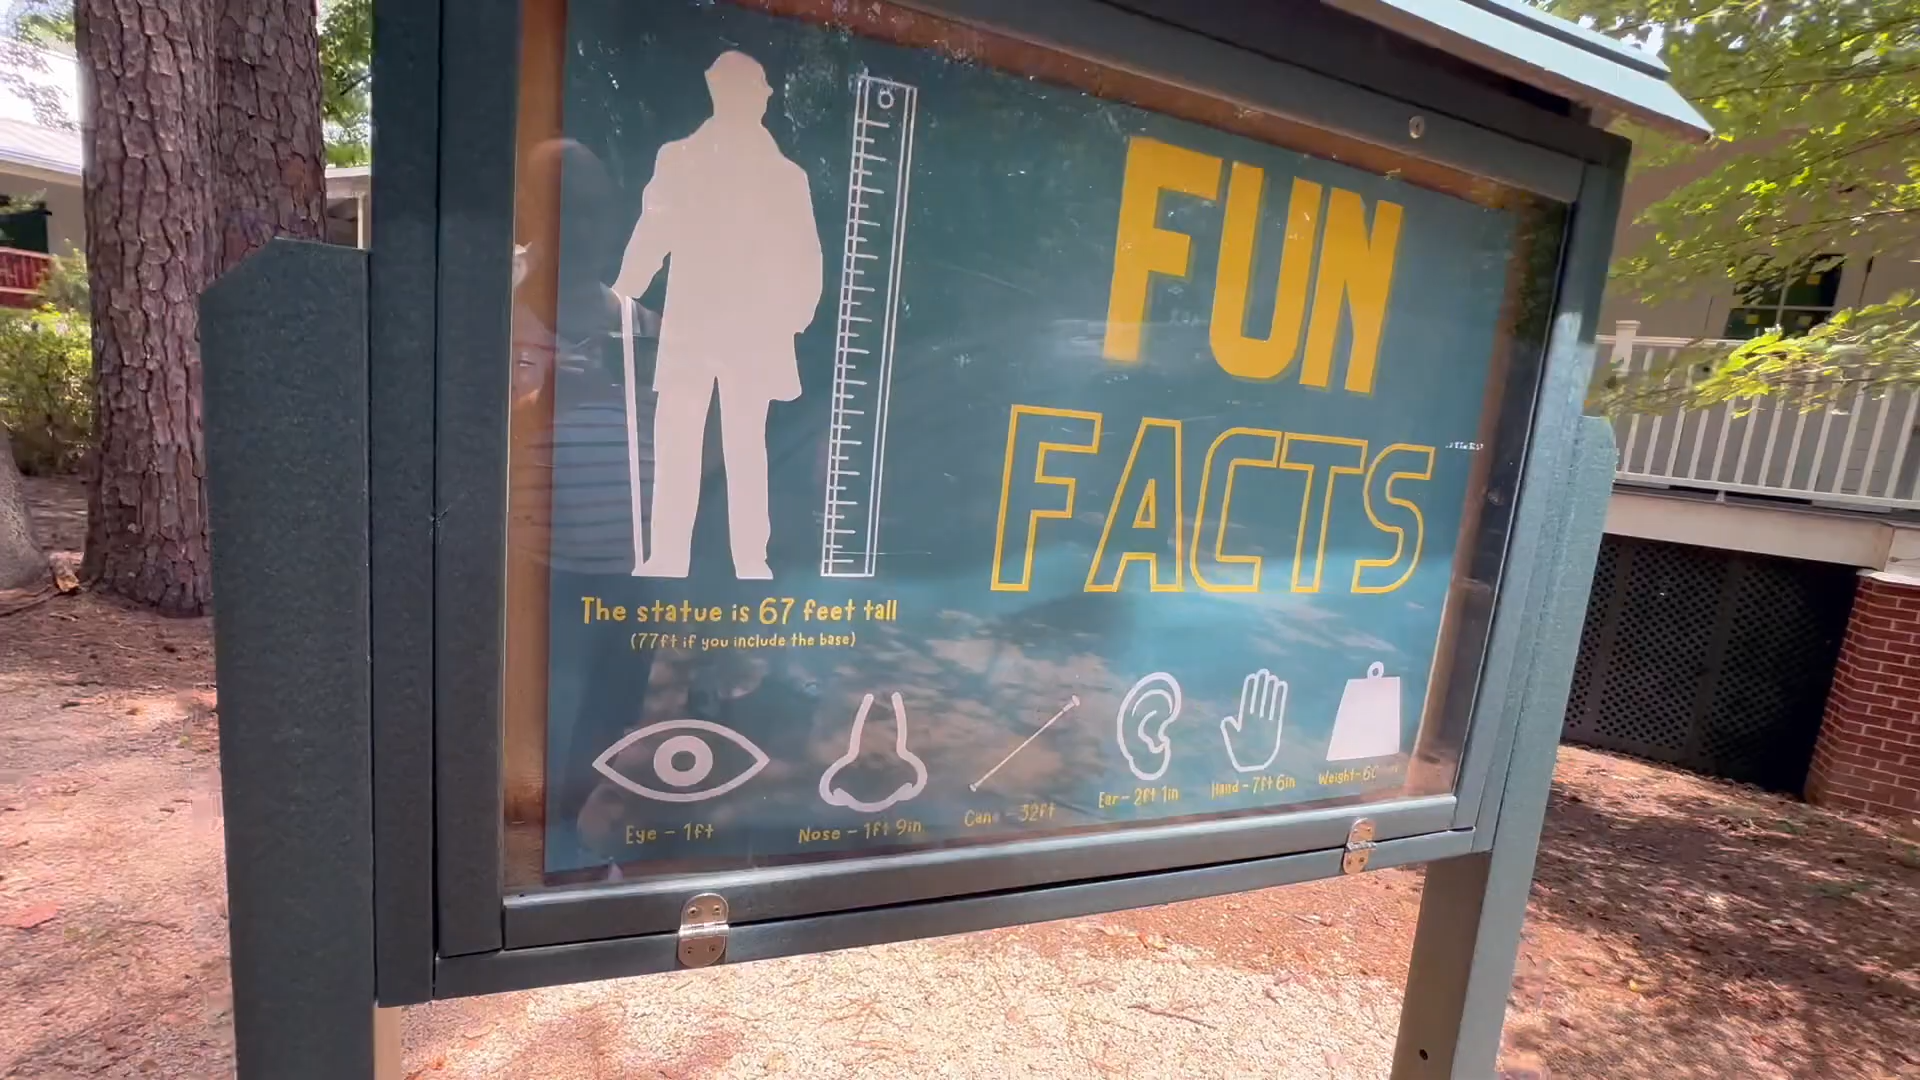 FUN
FACTS
The statue is 67 feet tall
(77ft if you include the base)
Eye - 1ft
Nose - 1ft 9in
Cane - 32ft
Ear - 2ft 1in
Hand - 7ft 6in
Weight -